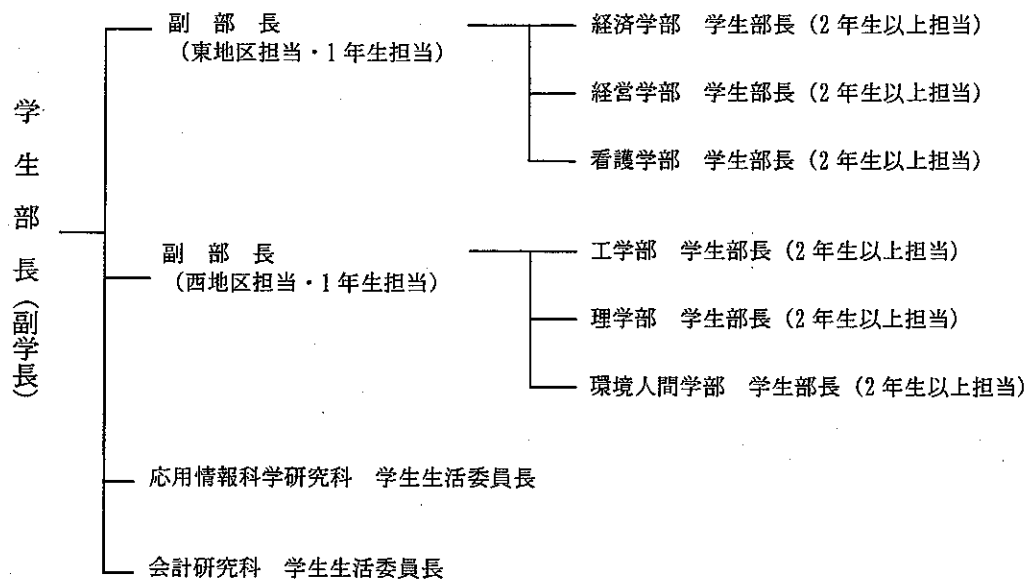 学生部長(副学長)
副部長
(東地区担当・1年生担当)
経済学部 学生部長(2年生以上担当)
経営学部 学生部長(2年生以上担当)
看護学部 学生部長(2年生以上担当)
副部長
(西地区担当・1年生担当)
工学部 学生部長(2年生以上担当)
理学部 学生部長(2年生以上担当)
環境人間学部 学生部長(2年生以上担当)
応用情報科学研究科 学生生活委員長
会計研究科 学生生活委員長